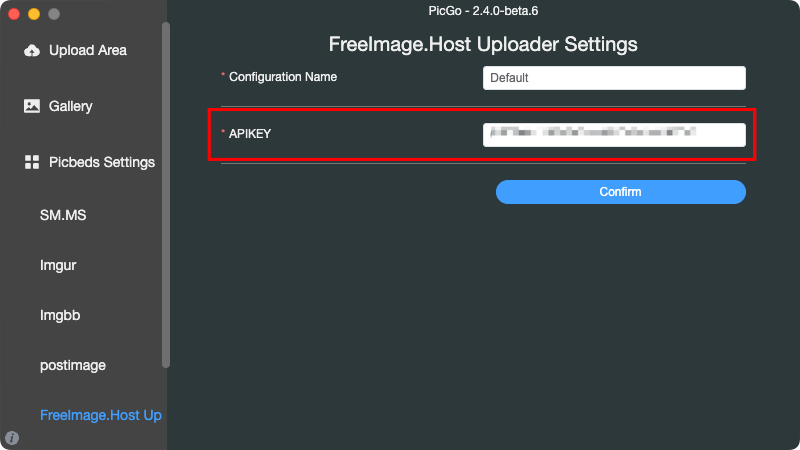 PicGo - 2.4.0-beta.6
Upload Area
Gallery
Picbeds Settings
SM.MS
Imgur
Imgbb
postimage
FreeImage.Host Up
FreeImage.Host Uploader Settings
* Configuration Name
Default
* APIKEY
Confirm